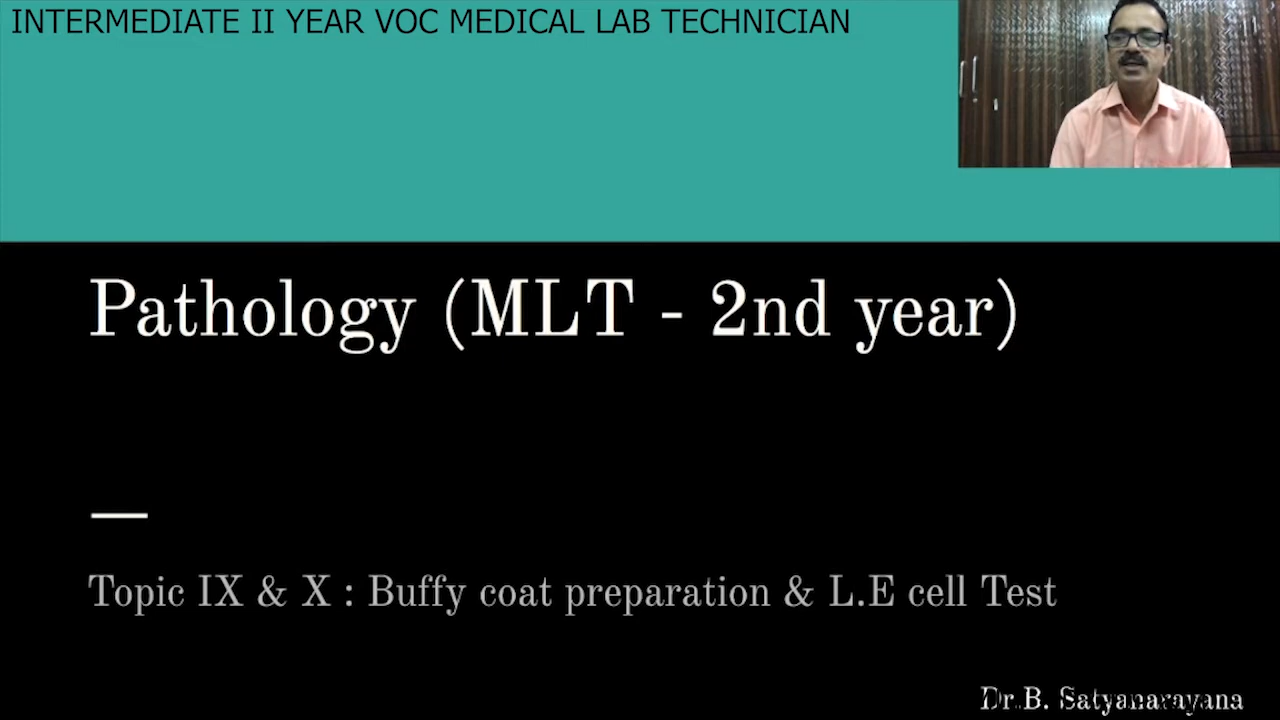 INTERMEDIATE II YEAR VOC MEDICAL LAB TECHNICIAN
Pathology (MLT - 2nd year)
Topic IX & X : Buffy coat preparation & L.E cell Test
Dr.B. Satyanarayana